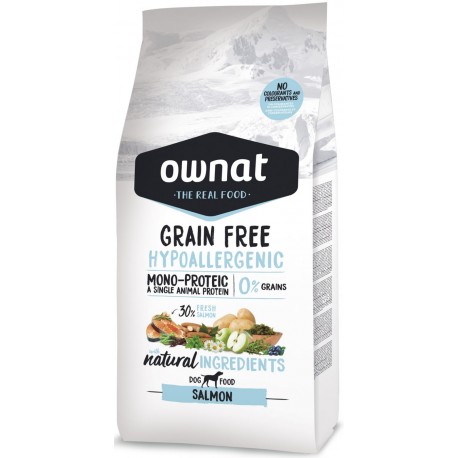 NO
COLOURANTS AND
PRESERVATIVES
ownat
·THE REAL FOOD·
GRAIN FREE
HYPOALLERGENIC
MONO-PROTEIC
A SINGLE ANIMAL PROTEIN
0% GRAINS
30% FRESH
SALMON
with natural INGREDIENTS
DOG FOOD
SALMON